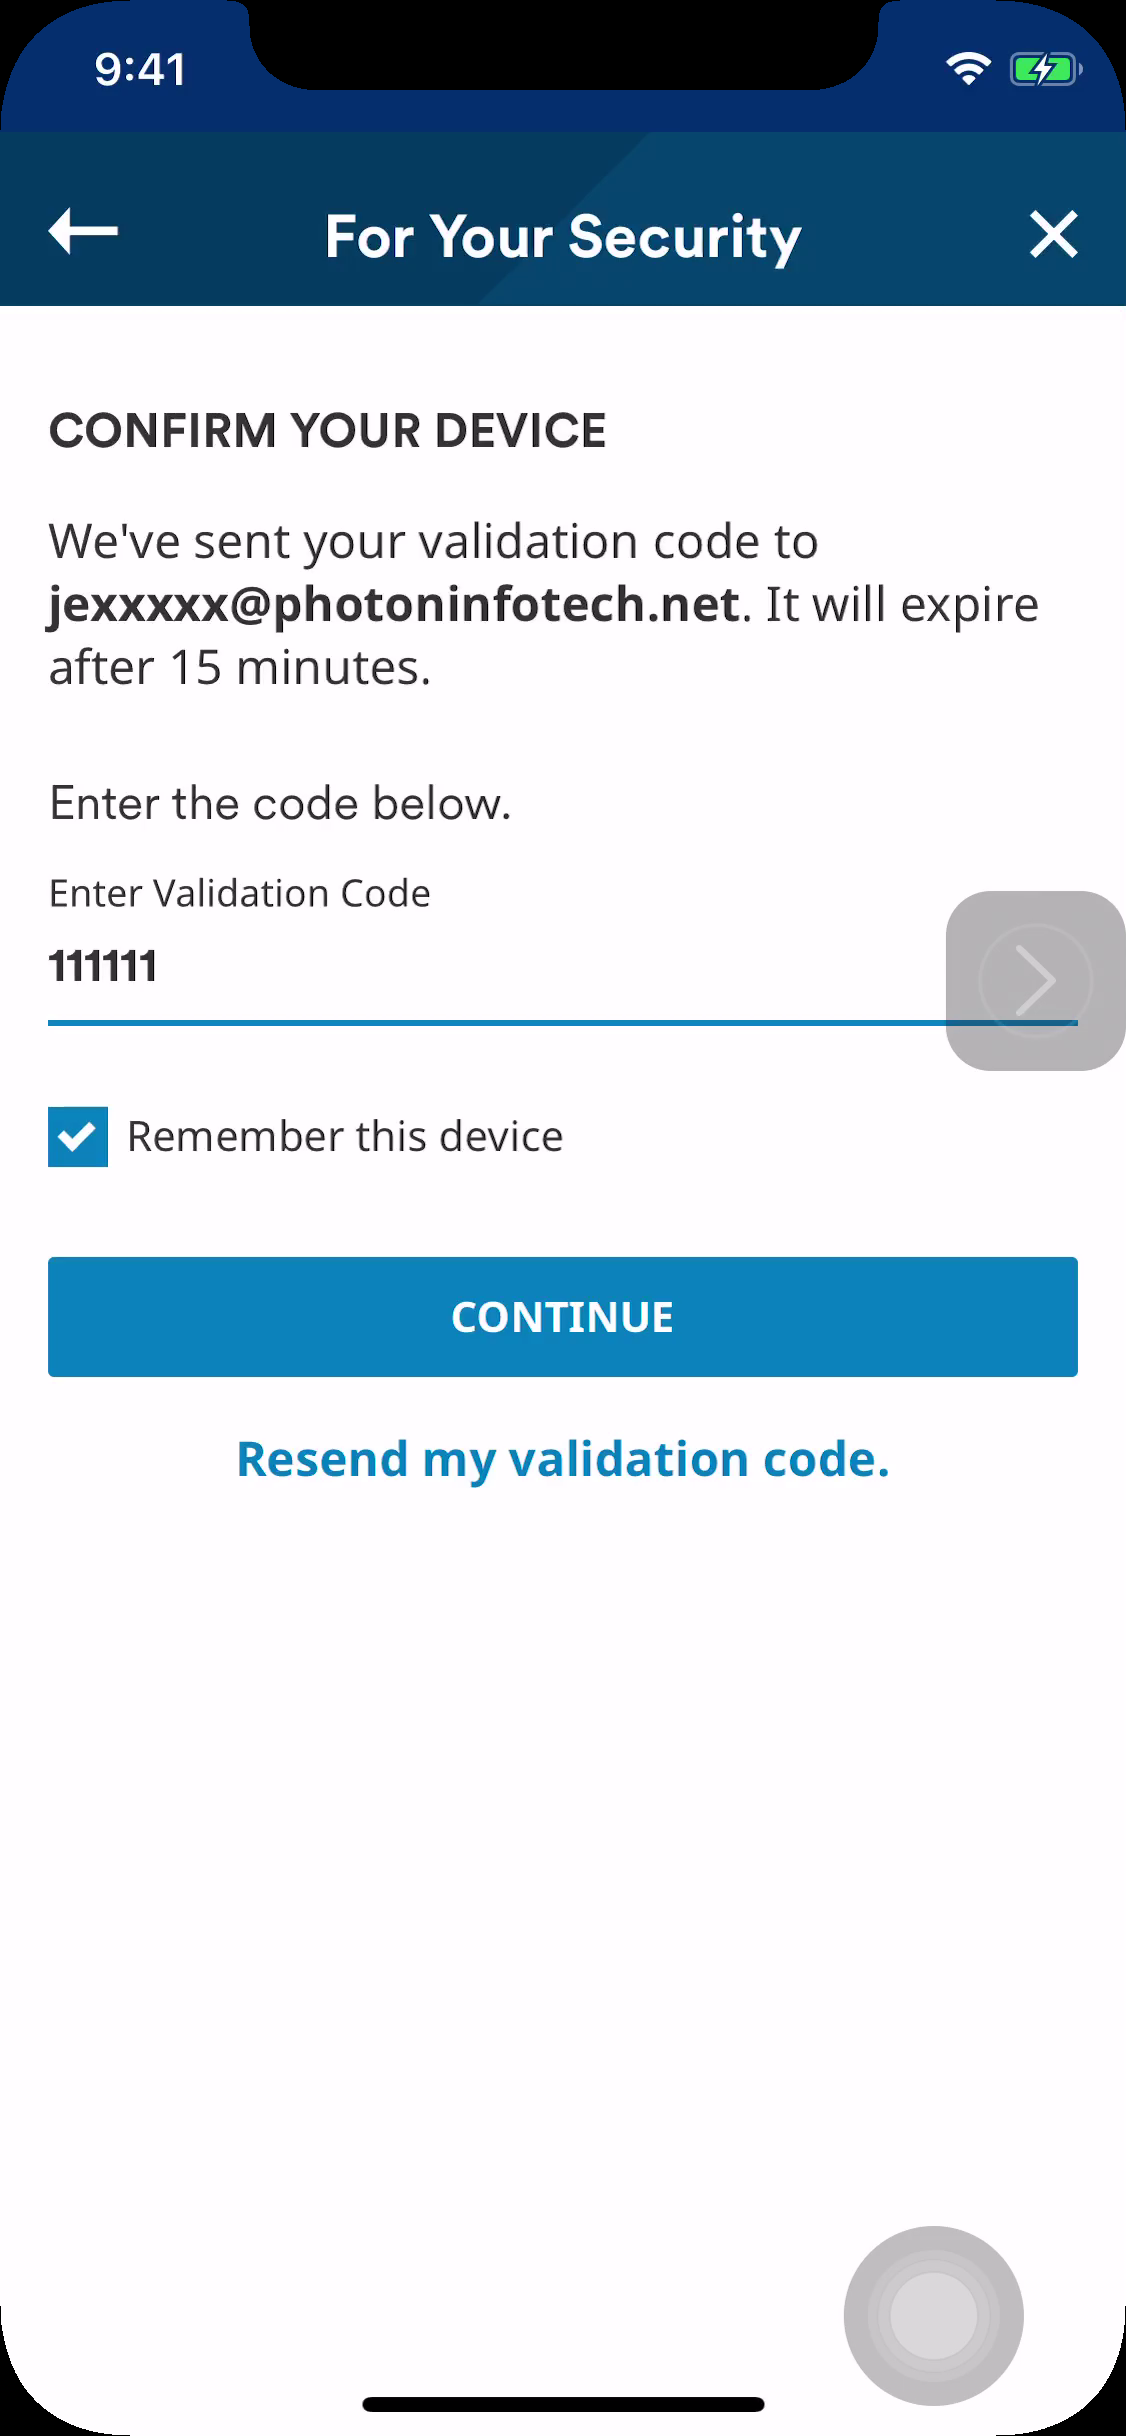 9:41
For Your Security
CONFIRM YOUR DEVICE
We've sent your validation code to
jexxxxx@photoninfotech.net. It will expire
after 15 minutes.
Enter the code below.
Enter Validation Code
111111
Remember this device
CONTINUE
Resend my validation code.